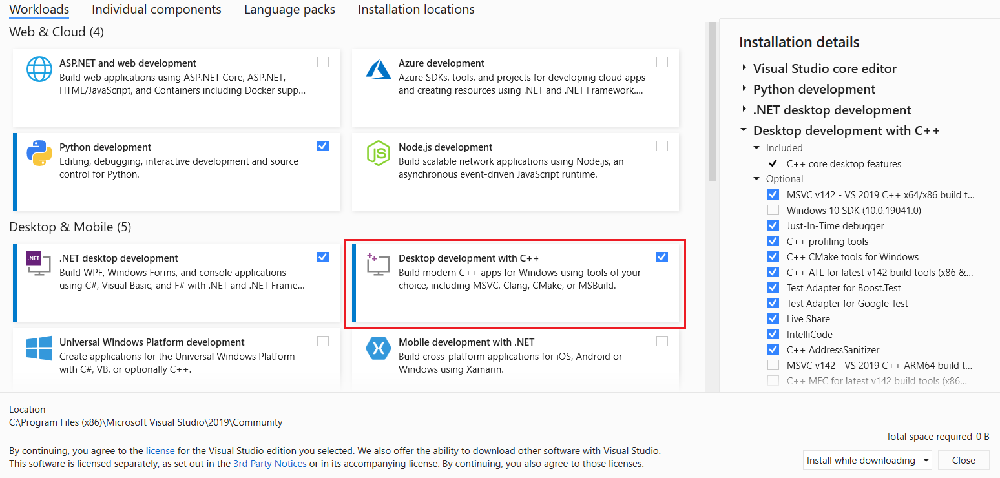 Workloads Individual components Language packs Installation locations
Web & Cloud (4)
ASP.NET and web development
Build web applications using ASP.NET Core, ASP.NET,
HTML/JavaScript, and Containers including Docker supp...
Azure development
Azure SDKs, tools, and projects for developing cloud apps
and creating resources using .NET and .NET Framework....
Python development
Editing, debugging, interactive development and source
control for Python.
JS
Node.js development
Build scalable network applications using Node.js, an
asynchronous event-driven JavaScript runtime.
Desktop & Mobile (5)
.NET
.NET desktop development
Build WPF, Windows Forms, and console applications
using C#, Visual Basic, and F# with .NET and .NET Frame...
Desktop development with C++
Build modern C++ apps for Windows using tools of your
choice, including MSVC, Clang, CMake, or MSBuild.
Universal Windows Platform development
Create applications for the Universal Windows Platform
with C#, VB, or optionally C++.
Mobile development with .NET
Build cross-platform applications for iOS, Android or
Windows using Xamarin.
Installation details
Visual Studio core editor
Python development
.NET desktop development
Desktop development with C++
Included
C++ core desktop features
Optional
MSVC v142 - VS 2019 C++ x64/x86 build t...
Windows 10 SDK (10.0.19041.0)
Just-In-Time debugger
C++ profiling tools
C++ CMake tools for Windows
C++ ATL for latest v142 build tools (x86 &...
Test Adapter for Boost.Test
Test Adapter for Google Test
Live Share
IntelliCode
C++ AddressSanitizer
MSVC v142 - VS 2019 C++ ARM64 build t...
C++ MFC for latest v142 build tools (x86...
Location
C:\Program Files (x86)\Microsoft Visual Studio\2019\Community
By continuing, you agree to the license for the Visual Studio edition you selected. We also offer the ability to download other software with Visual Studio.
This software is licensed separately, as set out in the 3rd Party Notices or in its accompanying license. By continuing, you also agree to those licenses.
Total space required 0 B
Install while downloading
Close